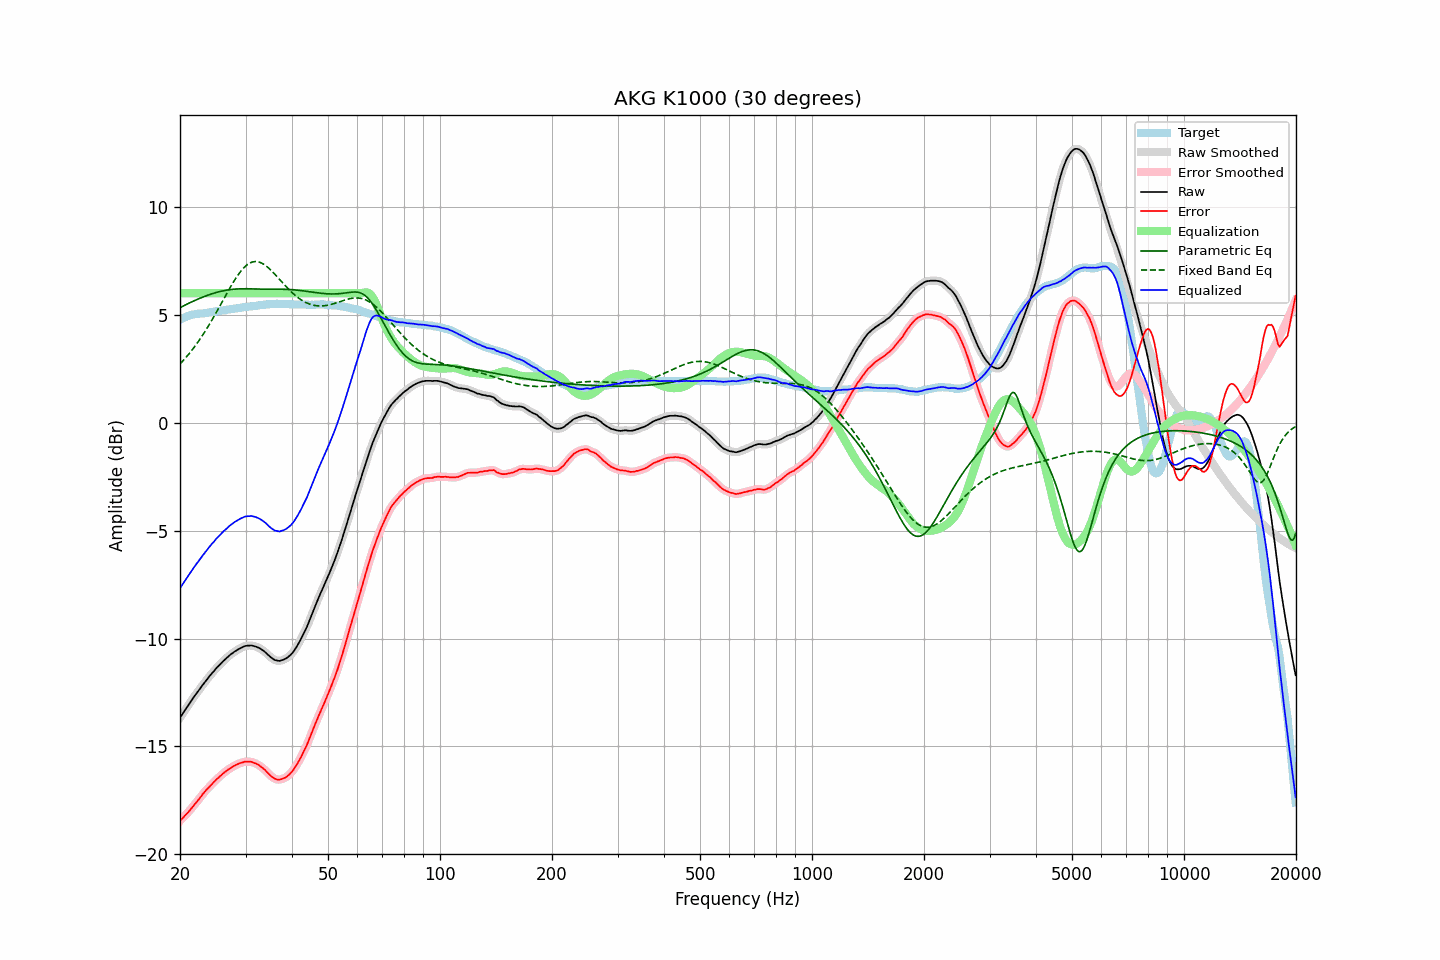 AKG K1000 (30 degrees)
Target
Raw Smoothed
Error Smoothed
Raw
Error
Equalization
Parametric Eq
Fixed Band Eq
Equalized
Amplitude (dBr)
10
5
0
−5
−10
−15
−20
20
50
100
200
500
1000
2000
5000
10000
20000
Frequency (Hz)